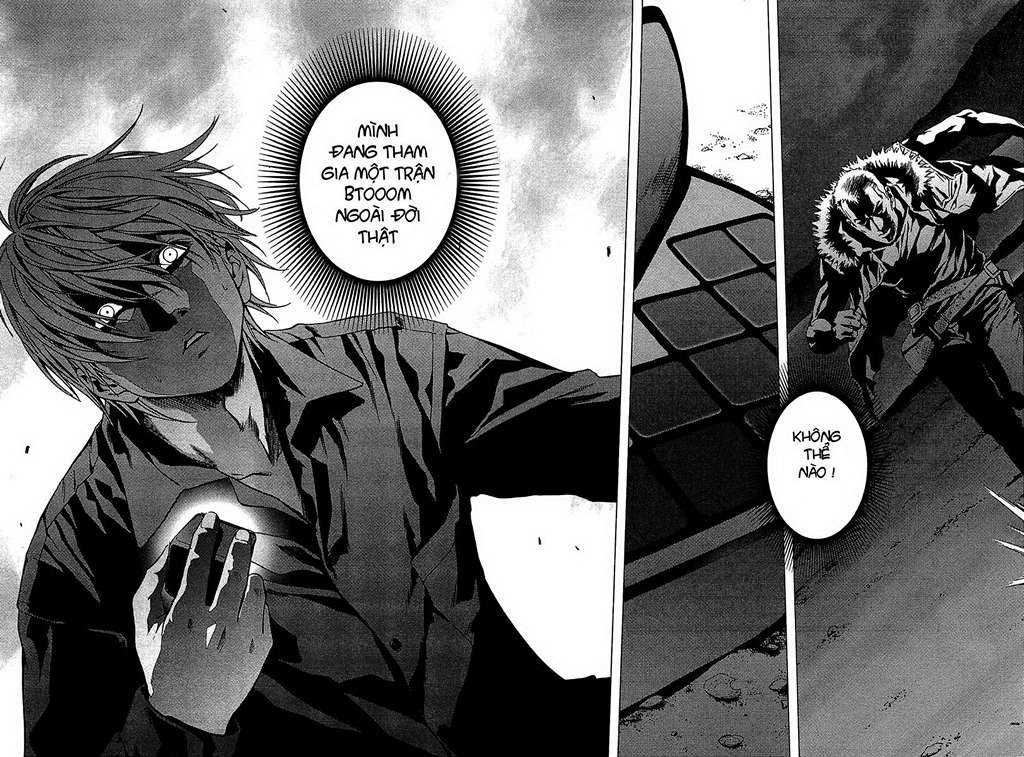 KHÔNG
THỂ
NÀO !
MÌNH
ĐANG THAM
GIA MỘT TRẬN
BTOOOM
NGOÀI ĐỜI
THẬT